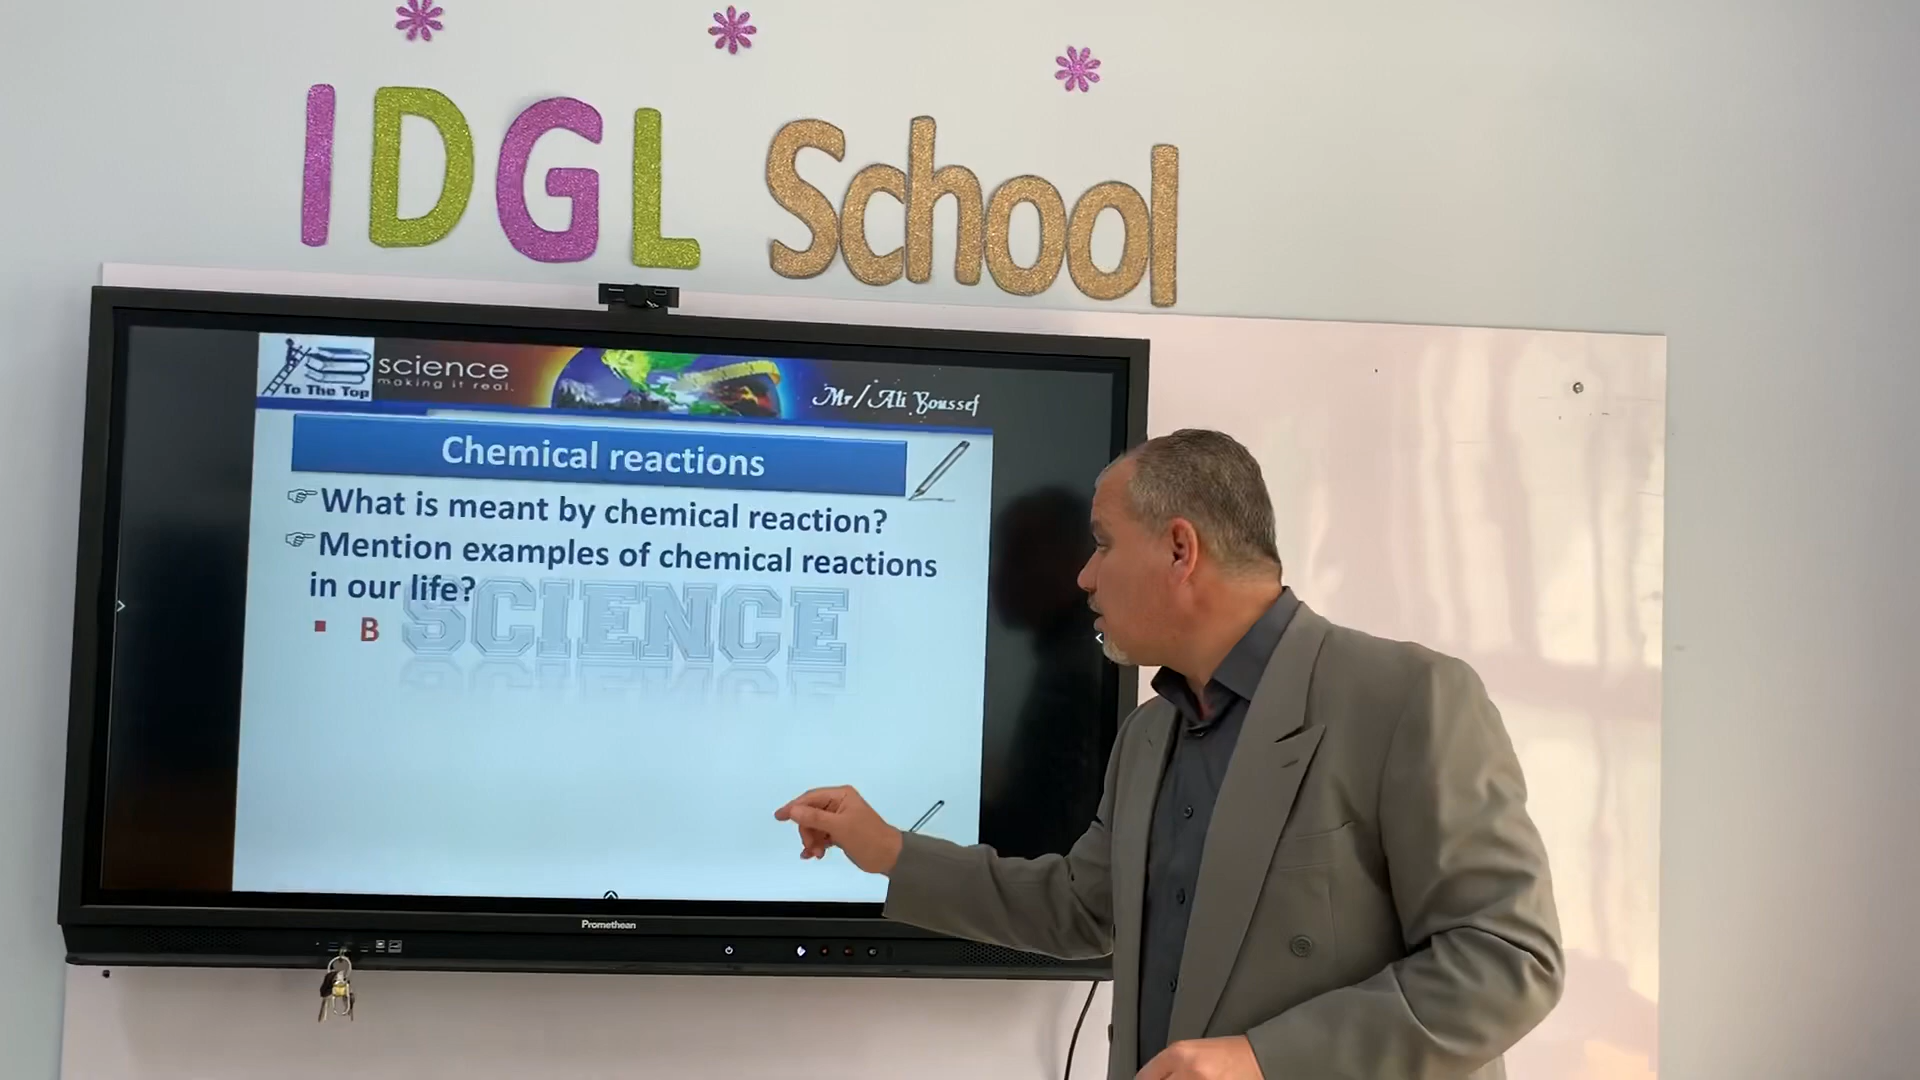 IDGL School
To The Top
science
making it real.
Mr/Ali Youssef
Chemical reactions
What is meant by chemical reaction?
Mention examples of chemical reactions
in our life?
B
SCIENCE
Promethean